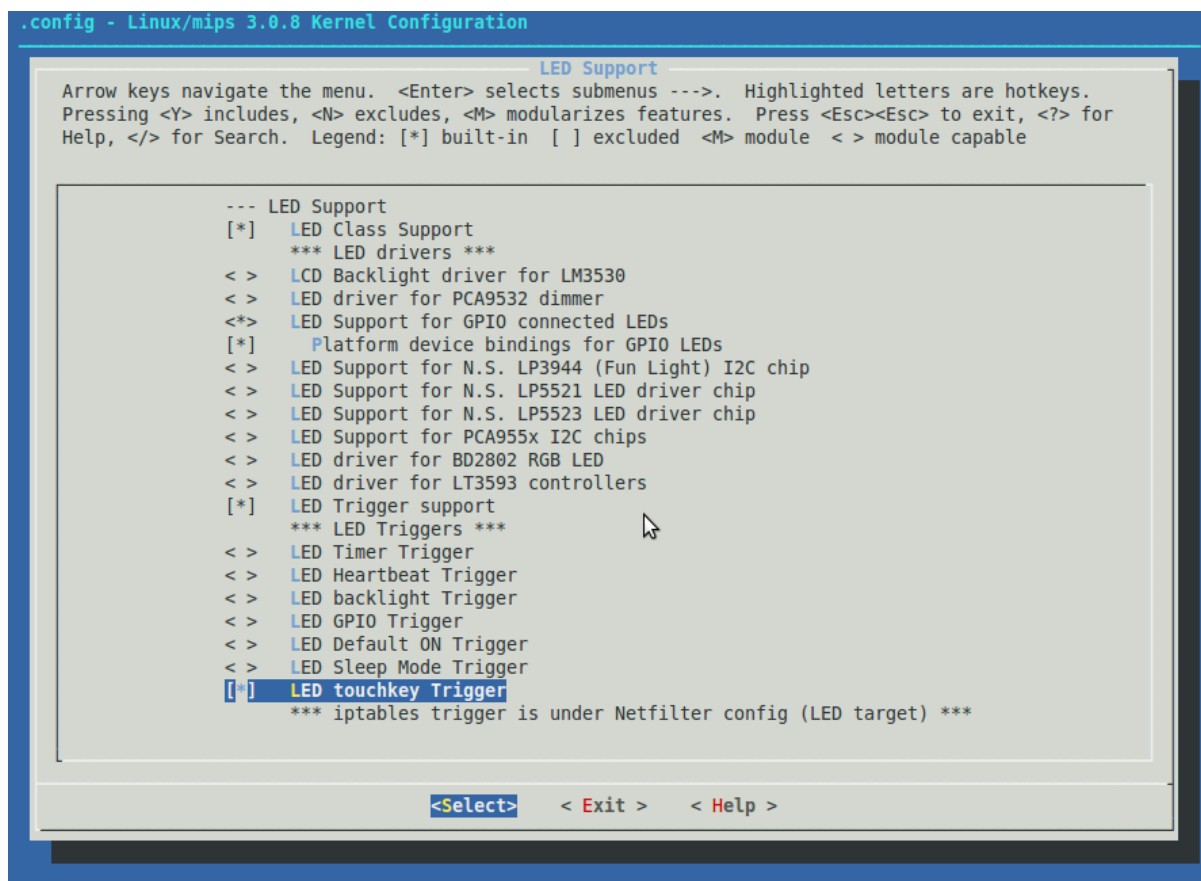 .config - Linux/mips 3.0.8 Kernel Configuration
LED Support
Arrow keys navigate the menu.  <Enter> selects submenus --->.  Highlighted letters are hotkeys.
Pressing <Y> includes, <N> excludes, <M> modularizes features.  Press <Esc><Esc> to exit, <?> for
Help, </> for Search.  Legend: [*] built-in  [ ] excluded  <M> module  < > module capable
--- LED Support
[*]   LED Class Support
*** LED drivers ***
< >   LCD Backlight driver for LM3530
< >   LED driver for PCA9532 dimmer
<*>   LED Support for GPIO connected LEDs
[*]     Platform device bindings for GPIO LEDs
< >   LED Support for N.S. LP3944 (Fun Light) I2C chip
< >   LED Support for N.S. LP5521 LED driver chip
< >   LED Support for N.S. LP5523 LED driver chip
< >   LED Support for PCA955x I2C chips
< >   LED driver for BD2802 RGB LED
< >   LED driver for LT3593 controllers
[*]   LED Trigger support
*** LED Triggers ***
< >   LED Timer Trigger
< >   LED Heartbeat Trigger
< >   LED backlight Trigger
< >   LED GPIO Trigger
< >   LED Default ON Trigger
< >   LED Sleep Mode Trigger
[*]   LED touchkey Trigger
*** iptables trigger is under Netfilter config (LED target) ***
<Select>    < Exit >    < Help >